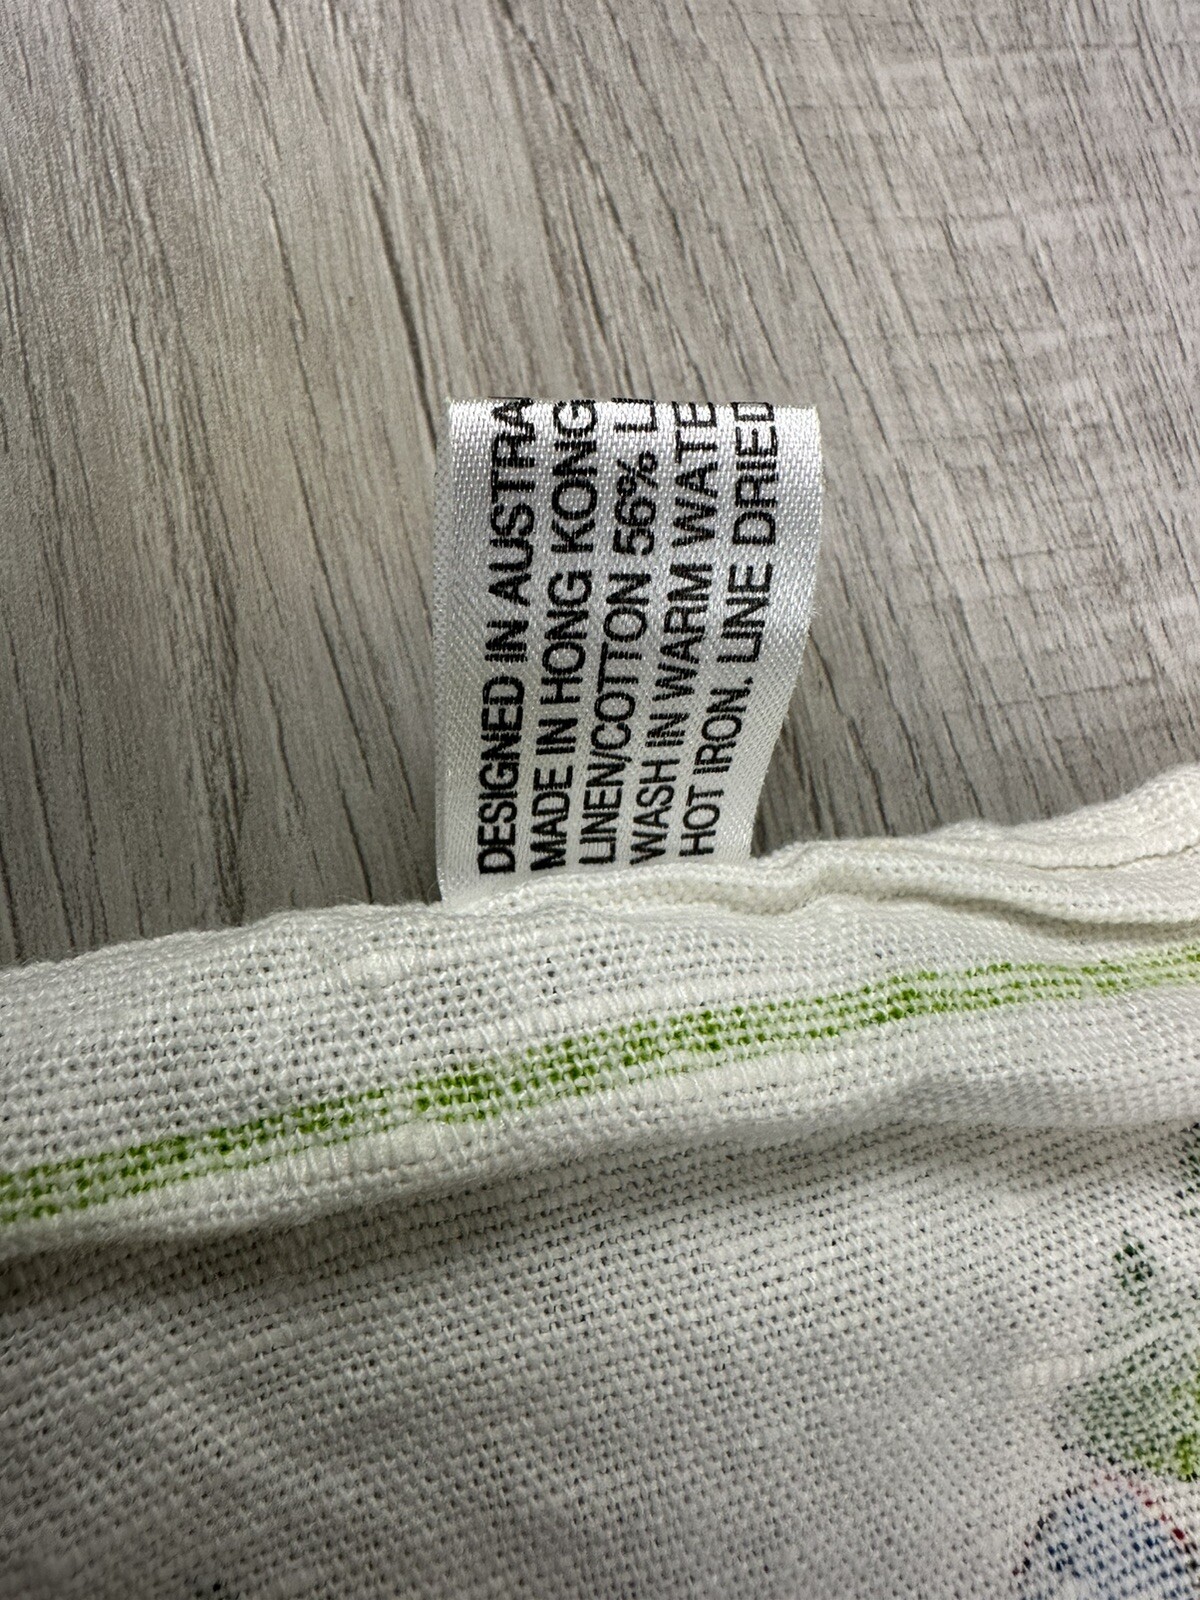 DESIGNED IN AUSTRA
MADE IN HONG KONG
LINEN/COTTON 56% L
WASH IN WARM WATE
HOT IRON. LINE DRIED